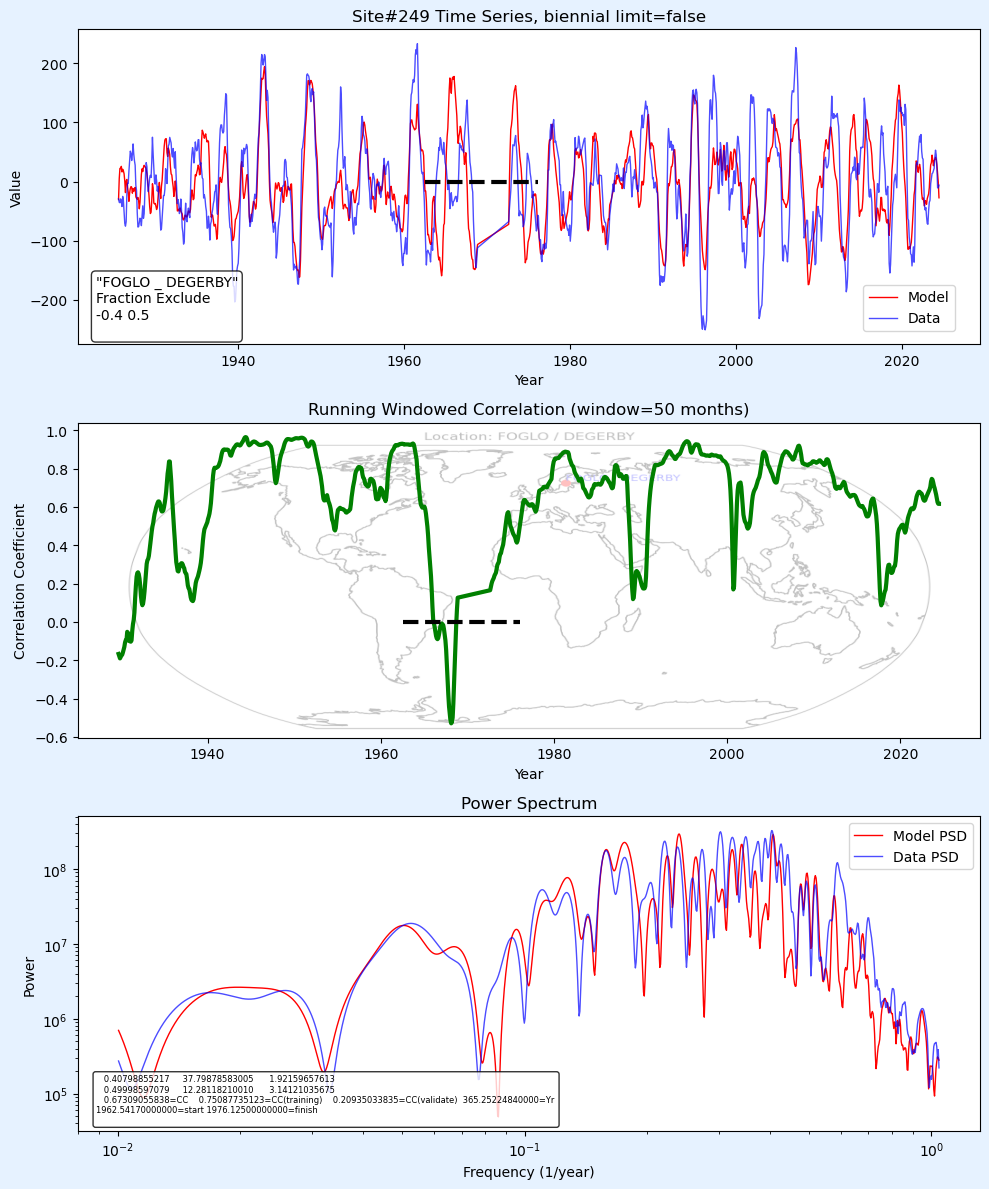 Site#249 Time Series, biennial limit=false
Value
200
100
0
−100
−200
"FOGLO _ DEGERBY"
Fraction Exclude
-0.4 0.5
Model
Data
1940
1960
1980
2000
2020
Year
Running Windowed Correlation (window=50 months)
Location: FOGLO / DEGERBY
DEGERBY
Correlation Coefficient
1.0
0.8
0.6
0.4
0.2
0.0
−0.2
−0.4
−0.6
1940
1960
1980
2000
2020
Year
Power Spectrum
Model PSD
Data PSD
Power
10^8
10^7
10^6
10^5
0.40798855217 37.79878583005 1.92159657613
0.49998597079 12.28118210010 3.14121035675
0.67309055838=CC 0.75087735123=CC(training) 0.20935033835=CC(validate) 365.25224840000=Yr
1962.54170000000=start 1976.12500000000=finish
10^−2
10^−1
10^0
Frequency (1/year)